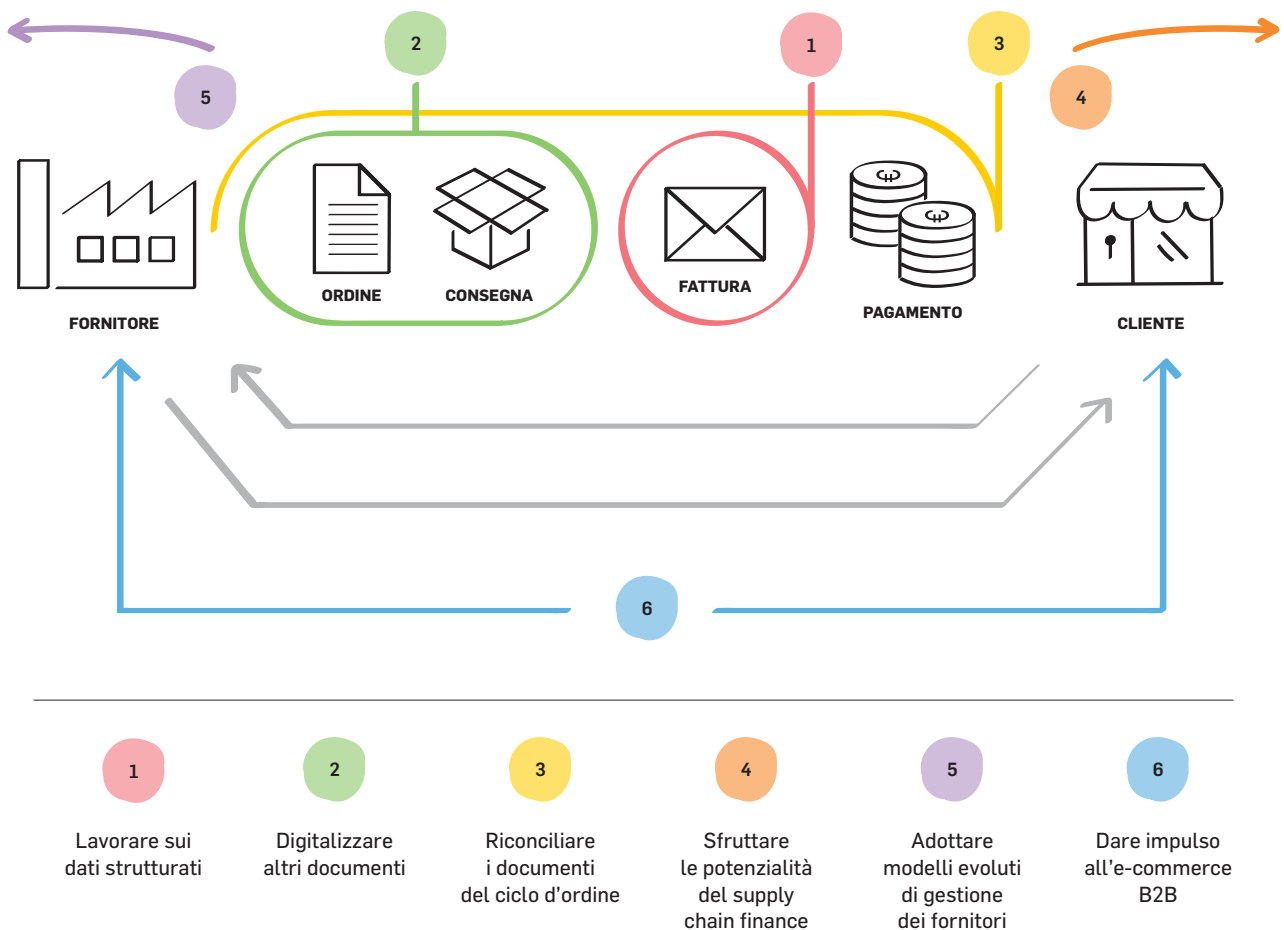 2
1
3
5
4
ORDINE
CONSEGNA
FATTURA
PAGAMENTO
FORNITORE
CLIENTE
6
1
2
3
4
5
6
Lavorare sui
dati strutturati
Digitalizzare
altri documenti
Riconciliare
i documenti
del ciclo d'ordine
Sfruttare
le potenzialità
del supply
chain finance
Adottare
modelli evoluti
di gestione
dei fornitori
Dare impulso
all'e-commerce
B2B